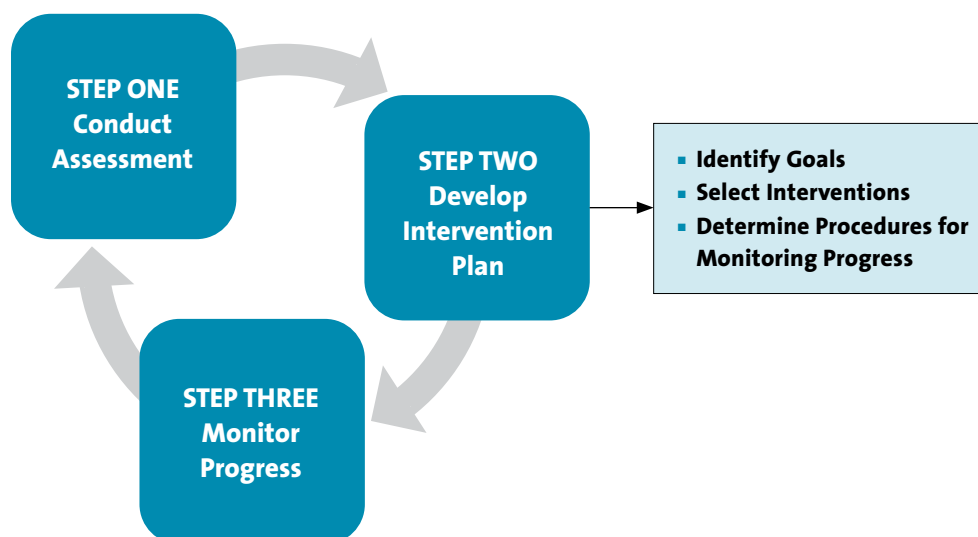 STEP ONE
Conduct
Assessment
STEP TWO
Develop
Intervention
Plan
▪ Identify Goals
▪ Select Interventions
▪ Determine Procedures for
Monitoring Progress
STEP THREE
Monitor
Progress